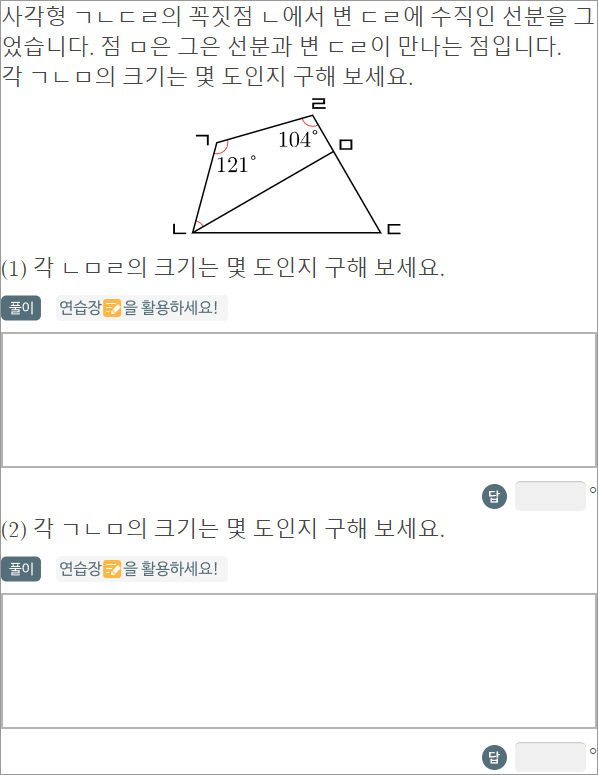 사각형 ㄱㄴㄷㄹ의 꼭짓점 ㄴ에서 변 ㄷㄹ에 수직인 선분을 그
었습니다. 점 ㅁ은 그은 선분과 변 ㄷㄹ이 만나는 점입니다.
각 ㄱㄴㅁ의 크기는 몇 도인지 구해 보세요.
ㄹ
ㄱ
104°
ㅁ
121°
ㄴ
ㄷ
(1) 각 ㄴㅁㄹ의 크기는 몇 도인지 구해 보세요.
풀이 연습장을 활용하세요!
답 °
(2) 각 ㄱㄴㅁ의 크기는 몇 도인지 구해 보세요.
풀이 연습장을 활용하세요!
답 °